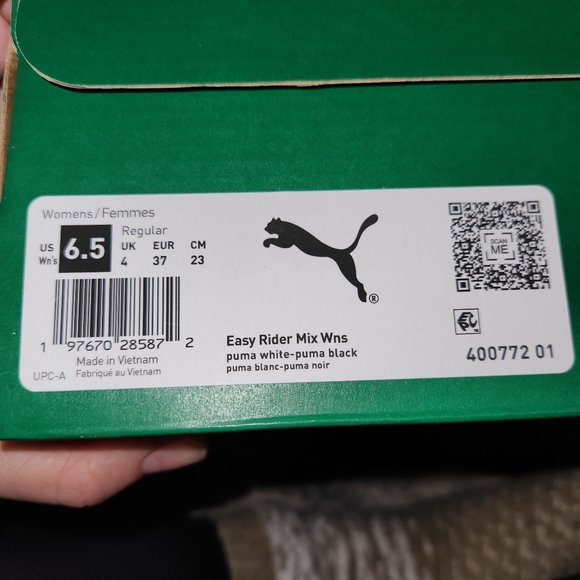 Womens/Femmes
Regular
US UK EUR CM
Wn's 6.5 4 37 23
1 97670 28587 2
Made in Vietnam
UPC-A Fabriqué au Vietnam
®
Easy Rider Mix Wns
puma white-puma black
puma blanc-puma noir
SCAN
ME
400772 01